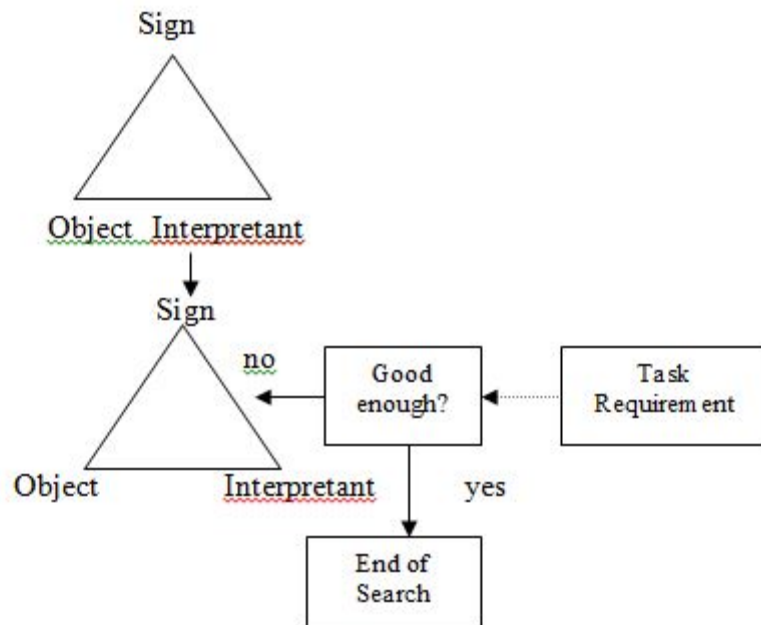 Sign
Object Interpretant
Sign
no
Good
enough?
Task
Requirement
Object
Interpretant
yes
End of
Search